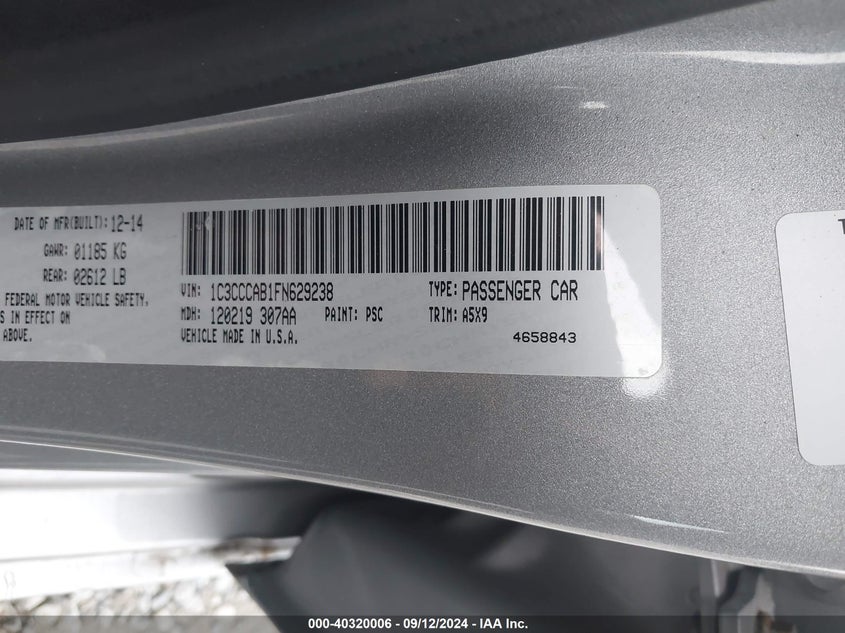 DATE OF MFR(BUILT): 12-14
GAWR: 01185 KG
REAR: 02612 LB
FEDERAL MOTOR VEHICLE SAFETY,
S IN EFFECT ON
ABOVE.
VIN: 1C3CCCAB1FN629238
TYPE: PASSENGER CAR
MDH: 120219 307AA
PAINT: PSC
TRIM: A5X9
VEHICLE MADE IN U.S.A.
4658843
T
000-40320006 - 09/12/2024 - IAA Inc.